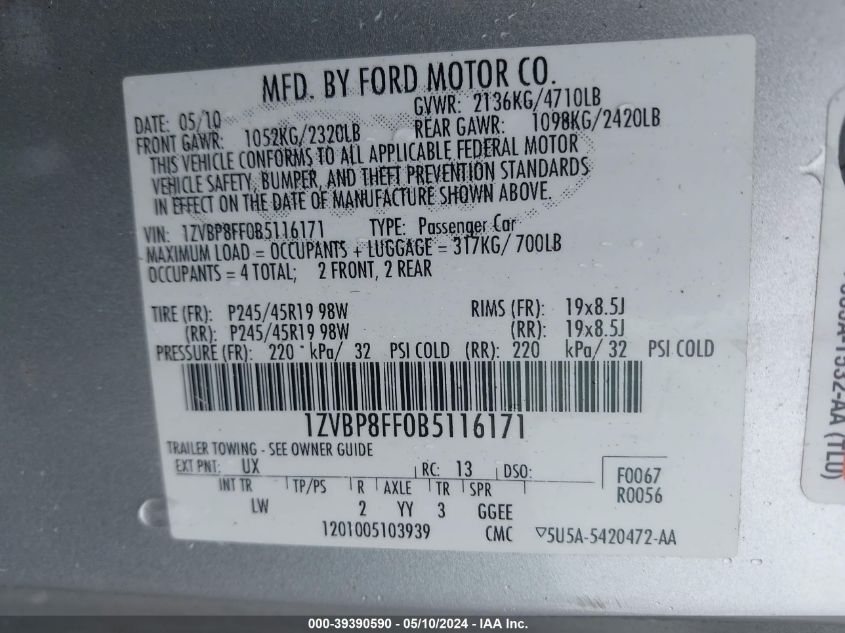 MFD. BY FORD MOTOR CO.
DATE: 05/10 GVWR: 2136KG/4710LB
FRONT GAWR: 1052KG/2320LB REAR GAWR: 1098KG/2420LB
THIS VEHICLE CONFORMS TO ALL APPLICABLE FEDERAL MOTOR
VEHICLE SAFETY, BUMPER, AND THEFT PREVENTION STANDARDS
IN EFFECT ON THE DATE OF MANUFACTURE SHOWN ABOVE.
VIN: 1ZVBP8FF0B5116171 TYPE: Passenger Car
MAXIMUM LOAD = OCCUPANTS + LUGGAGE = 317KG/ 700LB
OCCUPANTS = 4 TOTAL; 2 FRONT, 2 REAR
TIRE (FR): P245/45R19 98W RIMS (FR): 19x8.5J
(RR): P245/45R19 98W (RR): 19x8.5J
PRESSURE (FR): 220 kPa/ 32 PSI COLD (RR): 220 kPa/ 32 PSI COLD
1ZVBP8FF0B5116171
TRAILER TOWING - SEE OWNER GUIDE
EXT PNT: UX RC: 13 DSO: F0067
INT TR TP/PS R AXLE TR SPR R0056
LW 2 YY 3 GGEE
1201005103939 CMC ▽5U5A-5420472-AA
1532-AA (TLU)
000-39390590 - 05/10/2024 - IAA Inc.